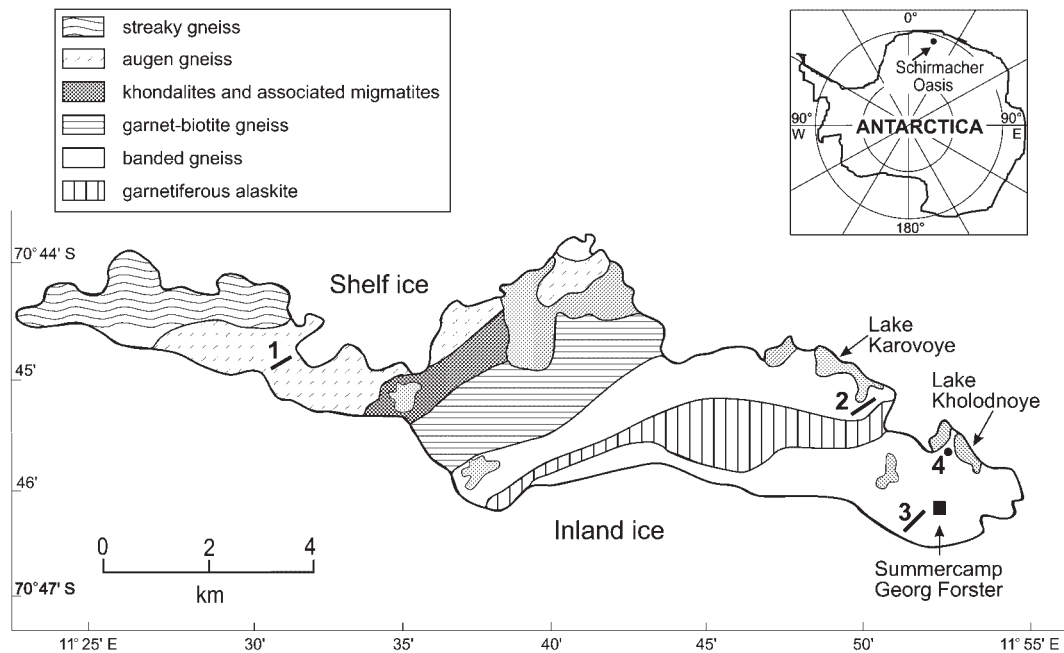 streaky gneiss
augen gneiss
khondalites and associated migmatites
garnet-biotite gneiss
banded gneiss
garnetiferous alaskite
0°
Schirmacher
Oasis
90°
W
ANTARCTICA
90°
E
180°
70° 44' S
45'
46'
70°47' S
Shelf ice
Inland ice
1
2
3
4
Lake
Karovoye
Lake
Kholodnoye
Summercamp
Georg Forster
0 2 4
km
11° 25' E 30' 35' 40' 45' 50' 11° 55' E